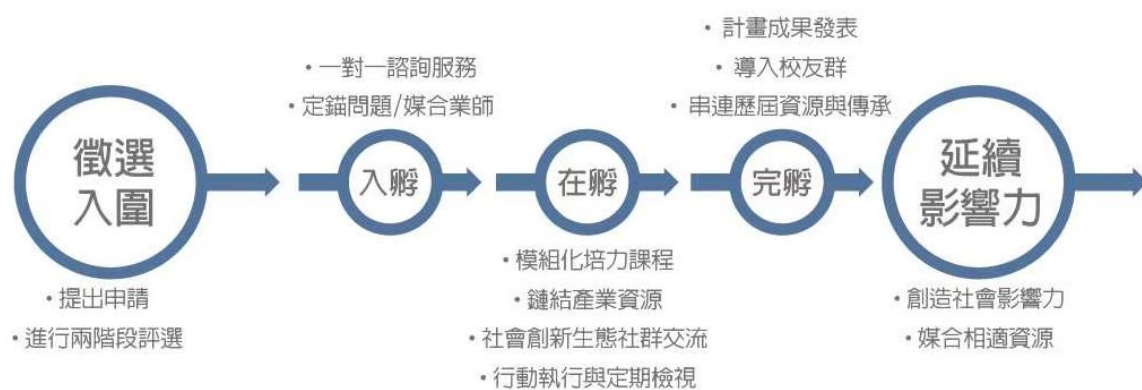 徵選
入圍
• 提出申請
• 進行兩階段評選
• 一對一諮詢服務
• 定錨問題/媒合業師
入孵
在孵
• 模組化培力課程
• 鏈結產業資源
• 社會創新生態社群交流
• 行動執行與定期檢視
• 計畫成果發表
• 導入校友群
• 串連歷屆資源與傳承
完孵
延續
影響力
• 創造社會影響力
• 媒合相適資源